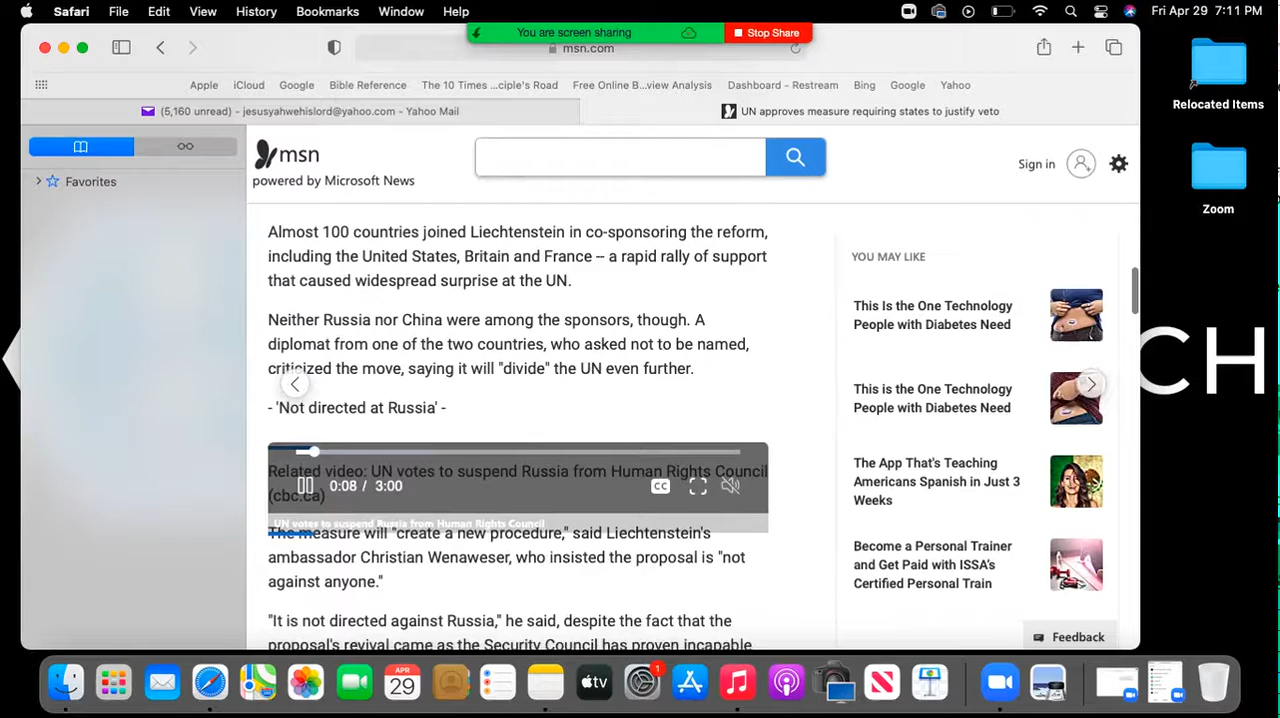 Safari File Edit View History Bookmarks Window Help Fri Apr 29 7:11 PM
You are screen sharing Stop Share
msn.com
Apple iCloud Google Bible Reference The 10 Times ...ciple's Road Free Online B...view Analysis Dashboard – Restream Bing Google Yahoo
(5,160 unread) - jesusyahwehislord@yahoo.com - Yahoo Mail
UN approves measure requiring states to justify veto
Relocated Items
Zoom
Favorites
msn
powered by Microsoft News
Sign in
Almost 100 countries joined Liechtenstein in co-sponsoring the reform,
including the United States, Britain and France -- a rapid rally of support
that caused widespread surprise at the UN.
Neither Russia nor China were among the sponsors, though. A
diplomat from one of the two countries, who asked not to be named,
criticized the move, saying it will "divide" the UN even further.
- 'Not directed at Russia' -
Related video: UN votes to suspend Russia from Human Rights Council
(cbc.ca)
0:08 / 3:00 CC
UN votes to suspend Russia from Human Rights Council
The measure will "create a new procedure," said Liechtenstein's
ambassador Christian Wenaweser, who insisted the proposal is "not
against anyone."
"It is not directed against Russia," he said, despite the fact that the
proposal's revival came as the Security Council has proven incapable
YOU MAY LIKE
This Is the One Technology
People with Diabetes Need
This is the One Technology
People with Diabetes Need
The App That's Teaching
Americans Spanish in Just 3
Weeks
Become a Personal Trainer
and Get Paid with ISSA's
Certified Personal Train
Feedback
CH
APR
29
tv
1